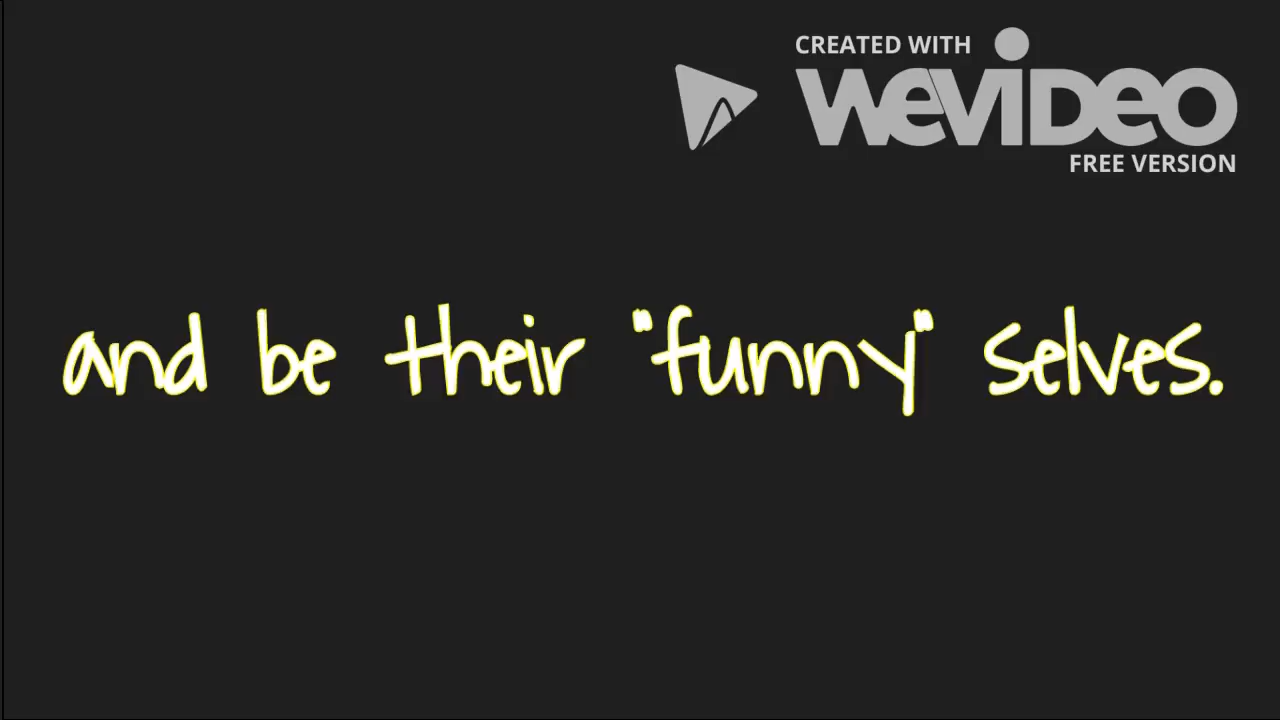 CREATED WITH
WEVIDEO
FREE VERSION
and be their "funny" selves.